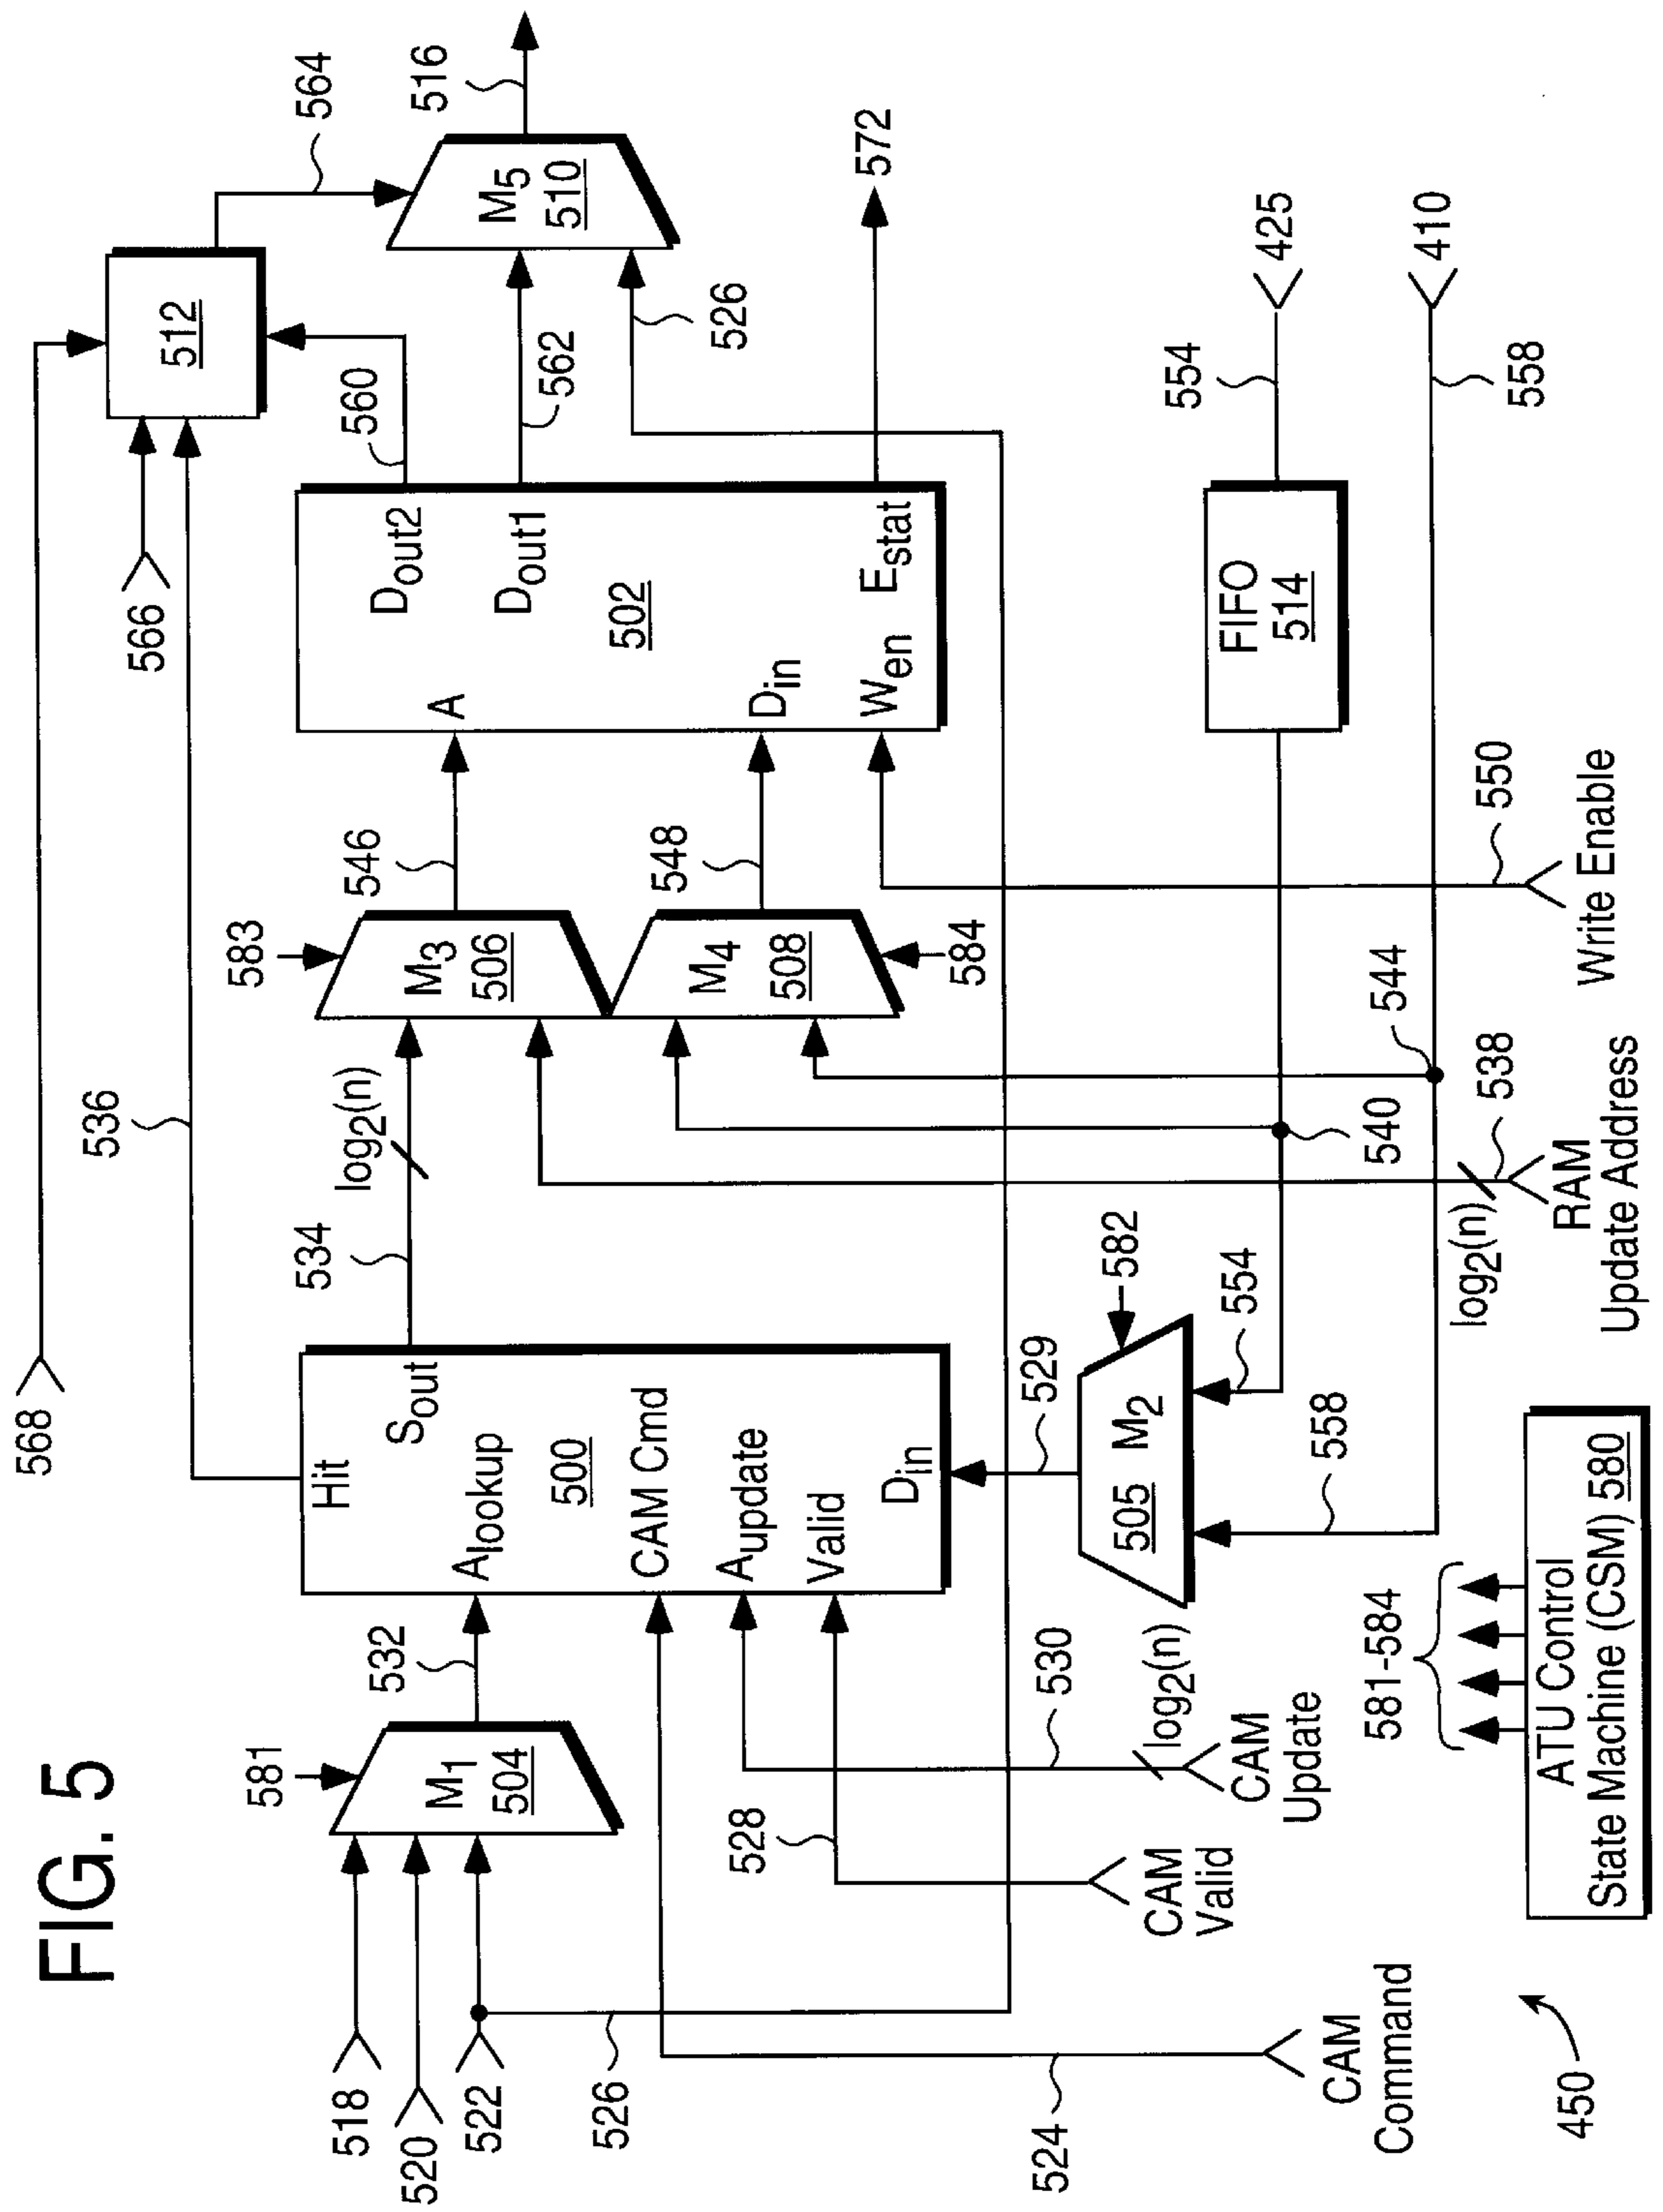 FIG. 5
568
536
566
512
564
560
516
M5
510
562
526
572
Hit
Sout
Alookup
500
CAM Cmd
Aupdate
Valid
Din
534
log2(n)
583
M3
506
546
M4
508
548
584
A
Dout2
Dout1
502
Din
Wen
Estat
581
M1
504
532
518
520
522
526
524
CAM
Command
528
CAM
Valid
530
log2(n)
CAM
Update
529
505 M2
582
554
558
540
544
538
log2(n)
RAM
Update Address
550
Write Enable
FIFO
514
554
425
558
410
581-584
ATU Control
State Machine (CSM) 580
450